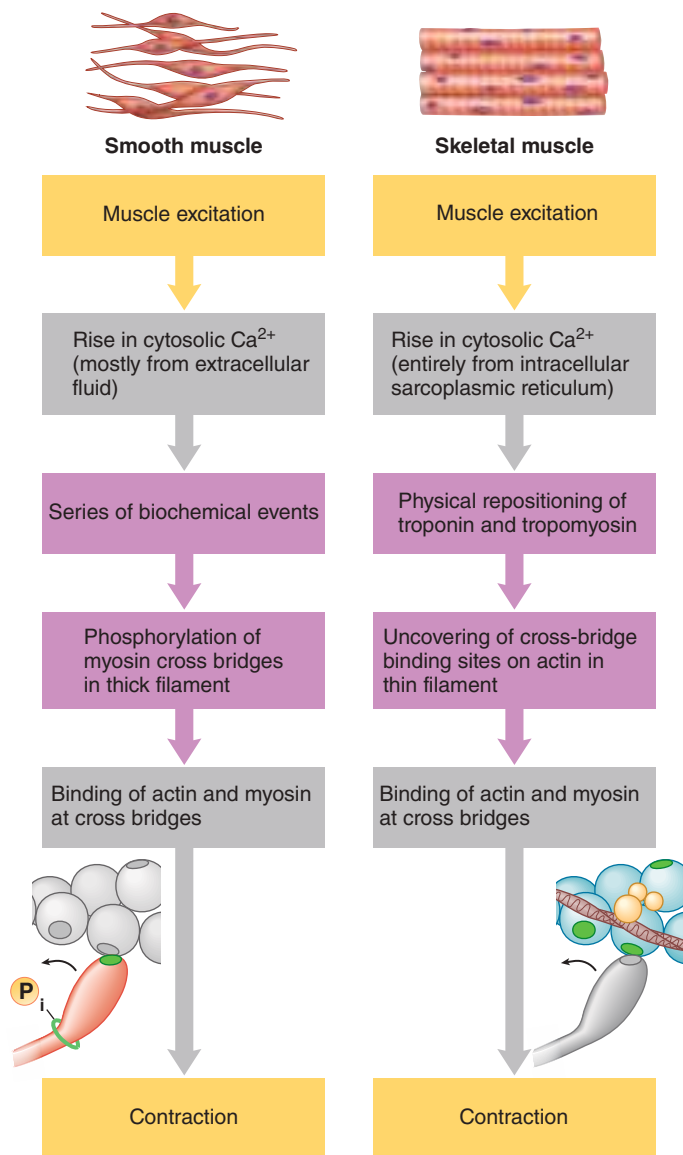 Smooth muscle
Muscle excitation
Rise in cytosolic Ca²⁺
(mostly from extracellular
fluid)
Series of biochemical events
Phosphorylation of
myosin cross bridges
in thick filament
Binding of actin and myosin
at cross bridges
P
i
Contraction
Skeletal muscle
Muscle excitation
Rise in cytosolic Ca²⁺
(entirely from intracellular
sarcoplasmic reticulum)
Physical repositioning of
troponin and tropomyosin
Uncovering of cross-bridge
binding sites on actin in
thin filament
Binding of actin and myosin
at cross bridges
Contraction